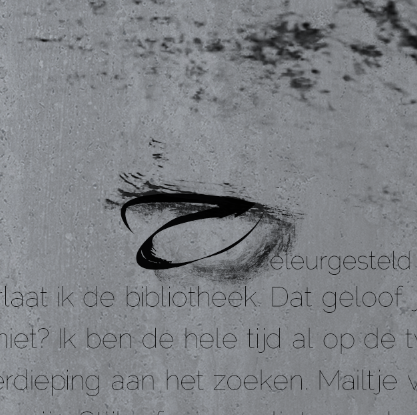 eleurgesteld
rlaat ik de bibliotheek. Dat geloof
niet? Ik ben de hele tijd al op de
erdieping aan het zoeken. Mailtje